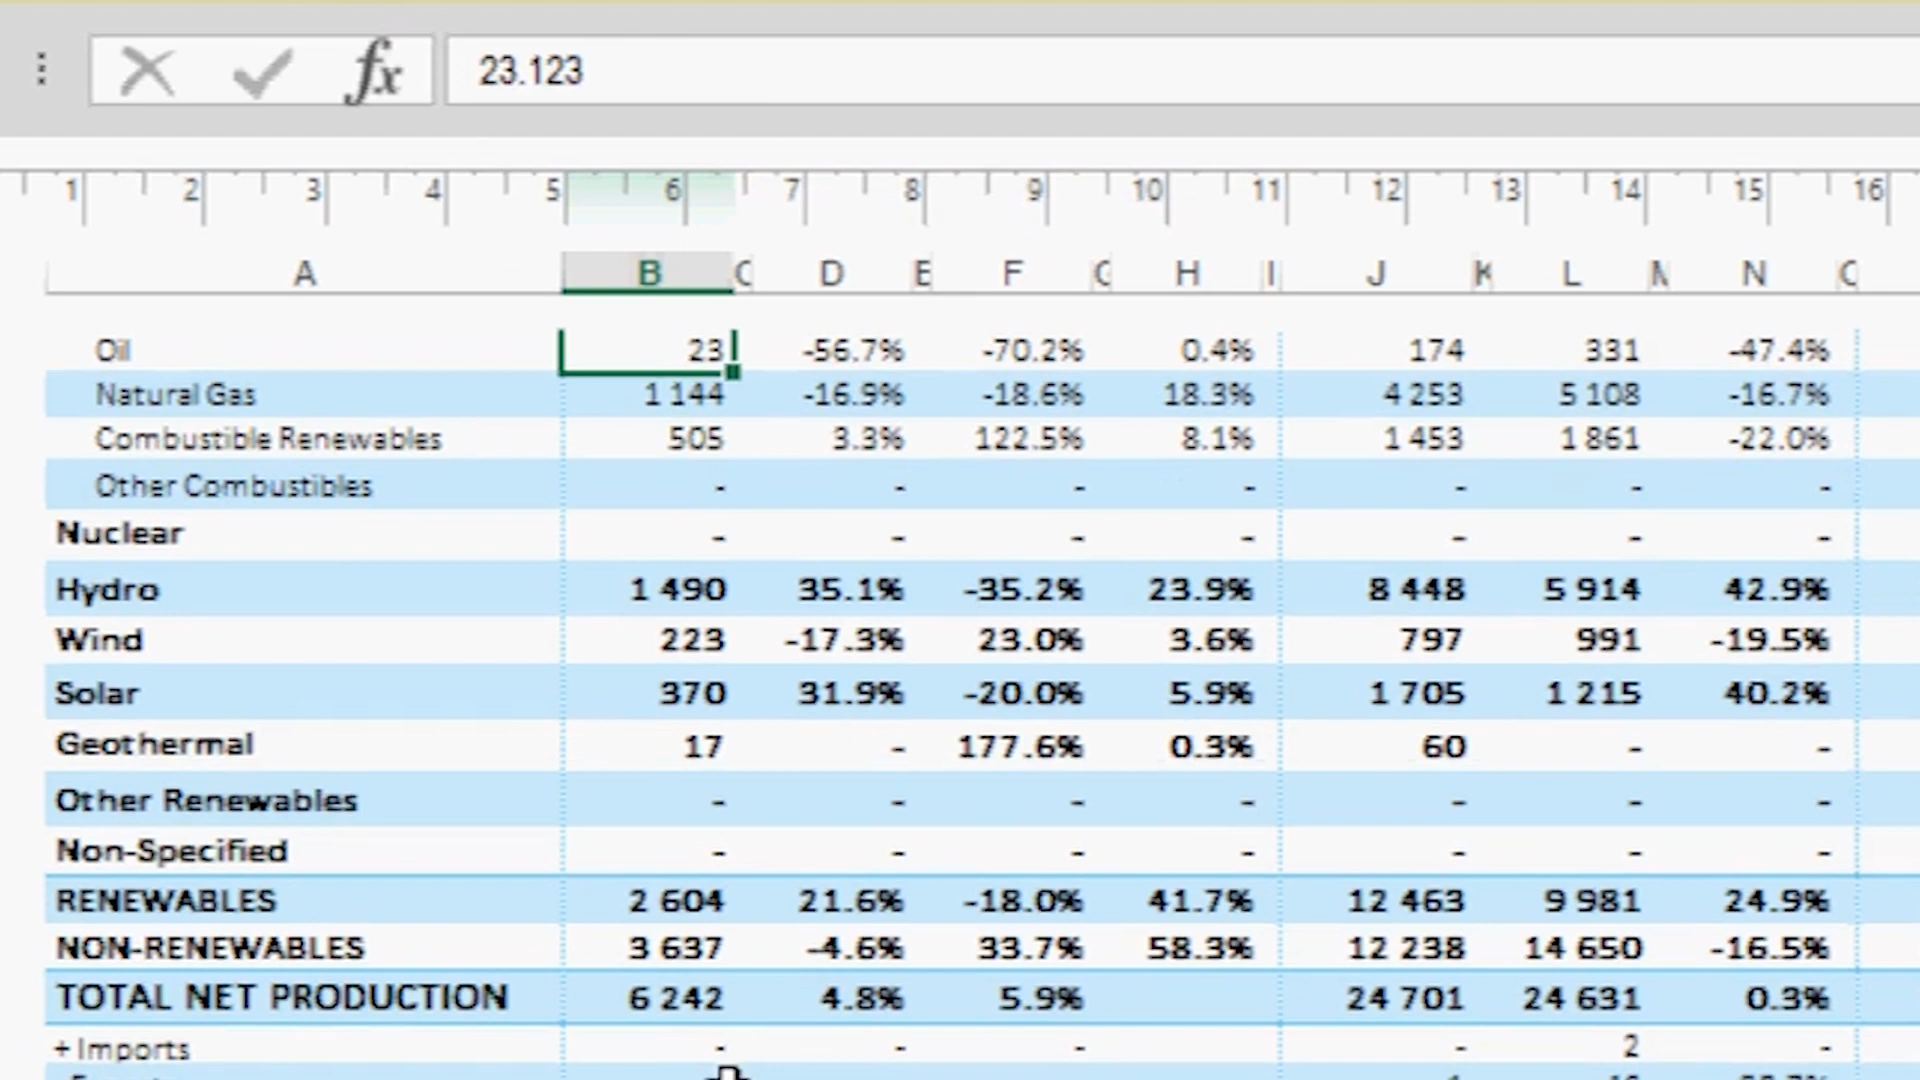 fx 23.123
1 2 3 4 5 6 7 8 9 10 11 12 13 14 15 16
A B C D E F G H I J K L M N O
Oil 23 -56.7% -70.2% 0.4% 174 331 -47.4%
Natural Gas 1 144 -16.9% -18.6% 18.3% 4 253 5 108 -16.7%
Combustible Renewables 505 3.3% 122.5% 8.1% 1 453 1 861 -22.0%
Other Combustibles - - - - - - -
Nuclear - - - - - - -
Hydro 1 490 35.1% -35.2% 23.9% 8 448 5 914 42.9%
Wind 223 -17.3% 23.0% 3.6% 797 991 -19.5%
Solar 370 31.9% -20.0% 5.9% 1 705 1 215 40.2%
Geothermal 17 - 177.6% 0.3% 60 - -
Other Renewables - - - - - - -
Non-Specified - - - - - - -
RENEWABLES 2 604 21.6% -18.0% 41.7% 12 463 9 981 24.9%
NON-RENEWABLES 3 637 -4.6% 33.7% 58.3% 12 238 14 650 -16.5%
TOTAL NET PRODUCTION 6 242 4.8% 5.9% 24 701 24 631 0.3%
+ Imports - - - - 2 -